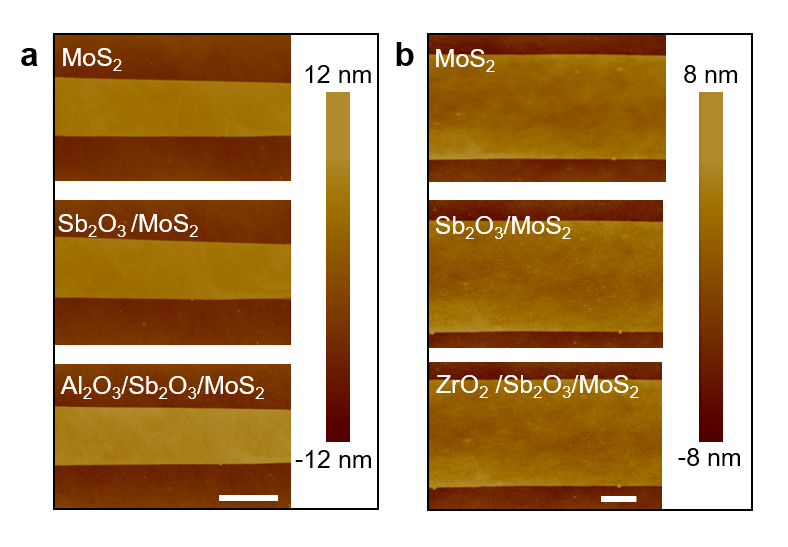 a
MoS₂
12 nm
Sb₂O₃ /MoS₂
Al₂O₃/Sb₂O₃/MoS₂
-12 nm
b
MoS₂
8 nm
Sb₂O₃/MoS₂
ZrO₂ /Sb₂O₃/MoS₂
-8 nm